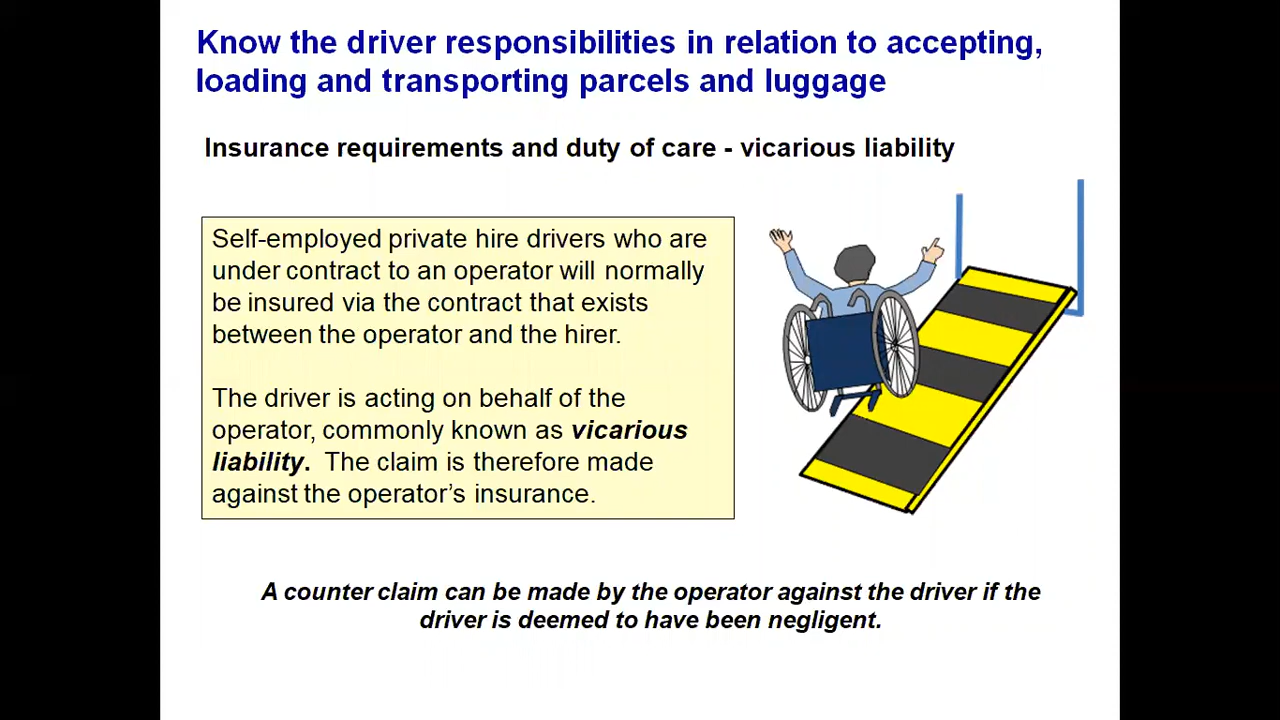 Know the driver responsibilities in relation to accepting,
loading and transporting parcels and luggage
Insurance requirements and duty of care - vicarious liability
Self-employed private hire drivers who are
under contract to an operator will normally
be insured via the contract that exists
between the operator and the hirer.
The driver is acting on behalf of the
operator, commonly known as vicarious
liability. The claim is therefore made
against the operator’s insurance.
A counter claim can be made by the operator against the driver if the
driver is deemed to have been negligent.